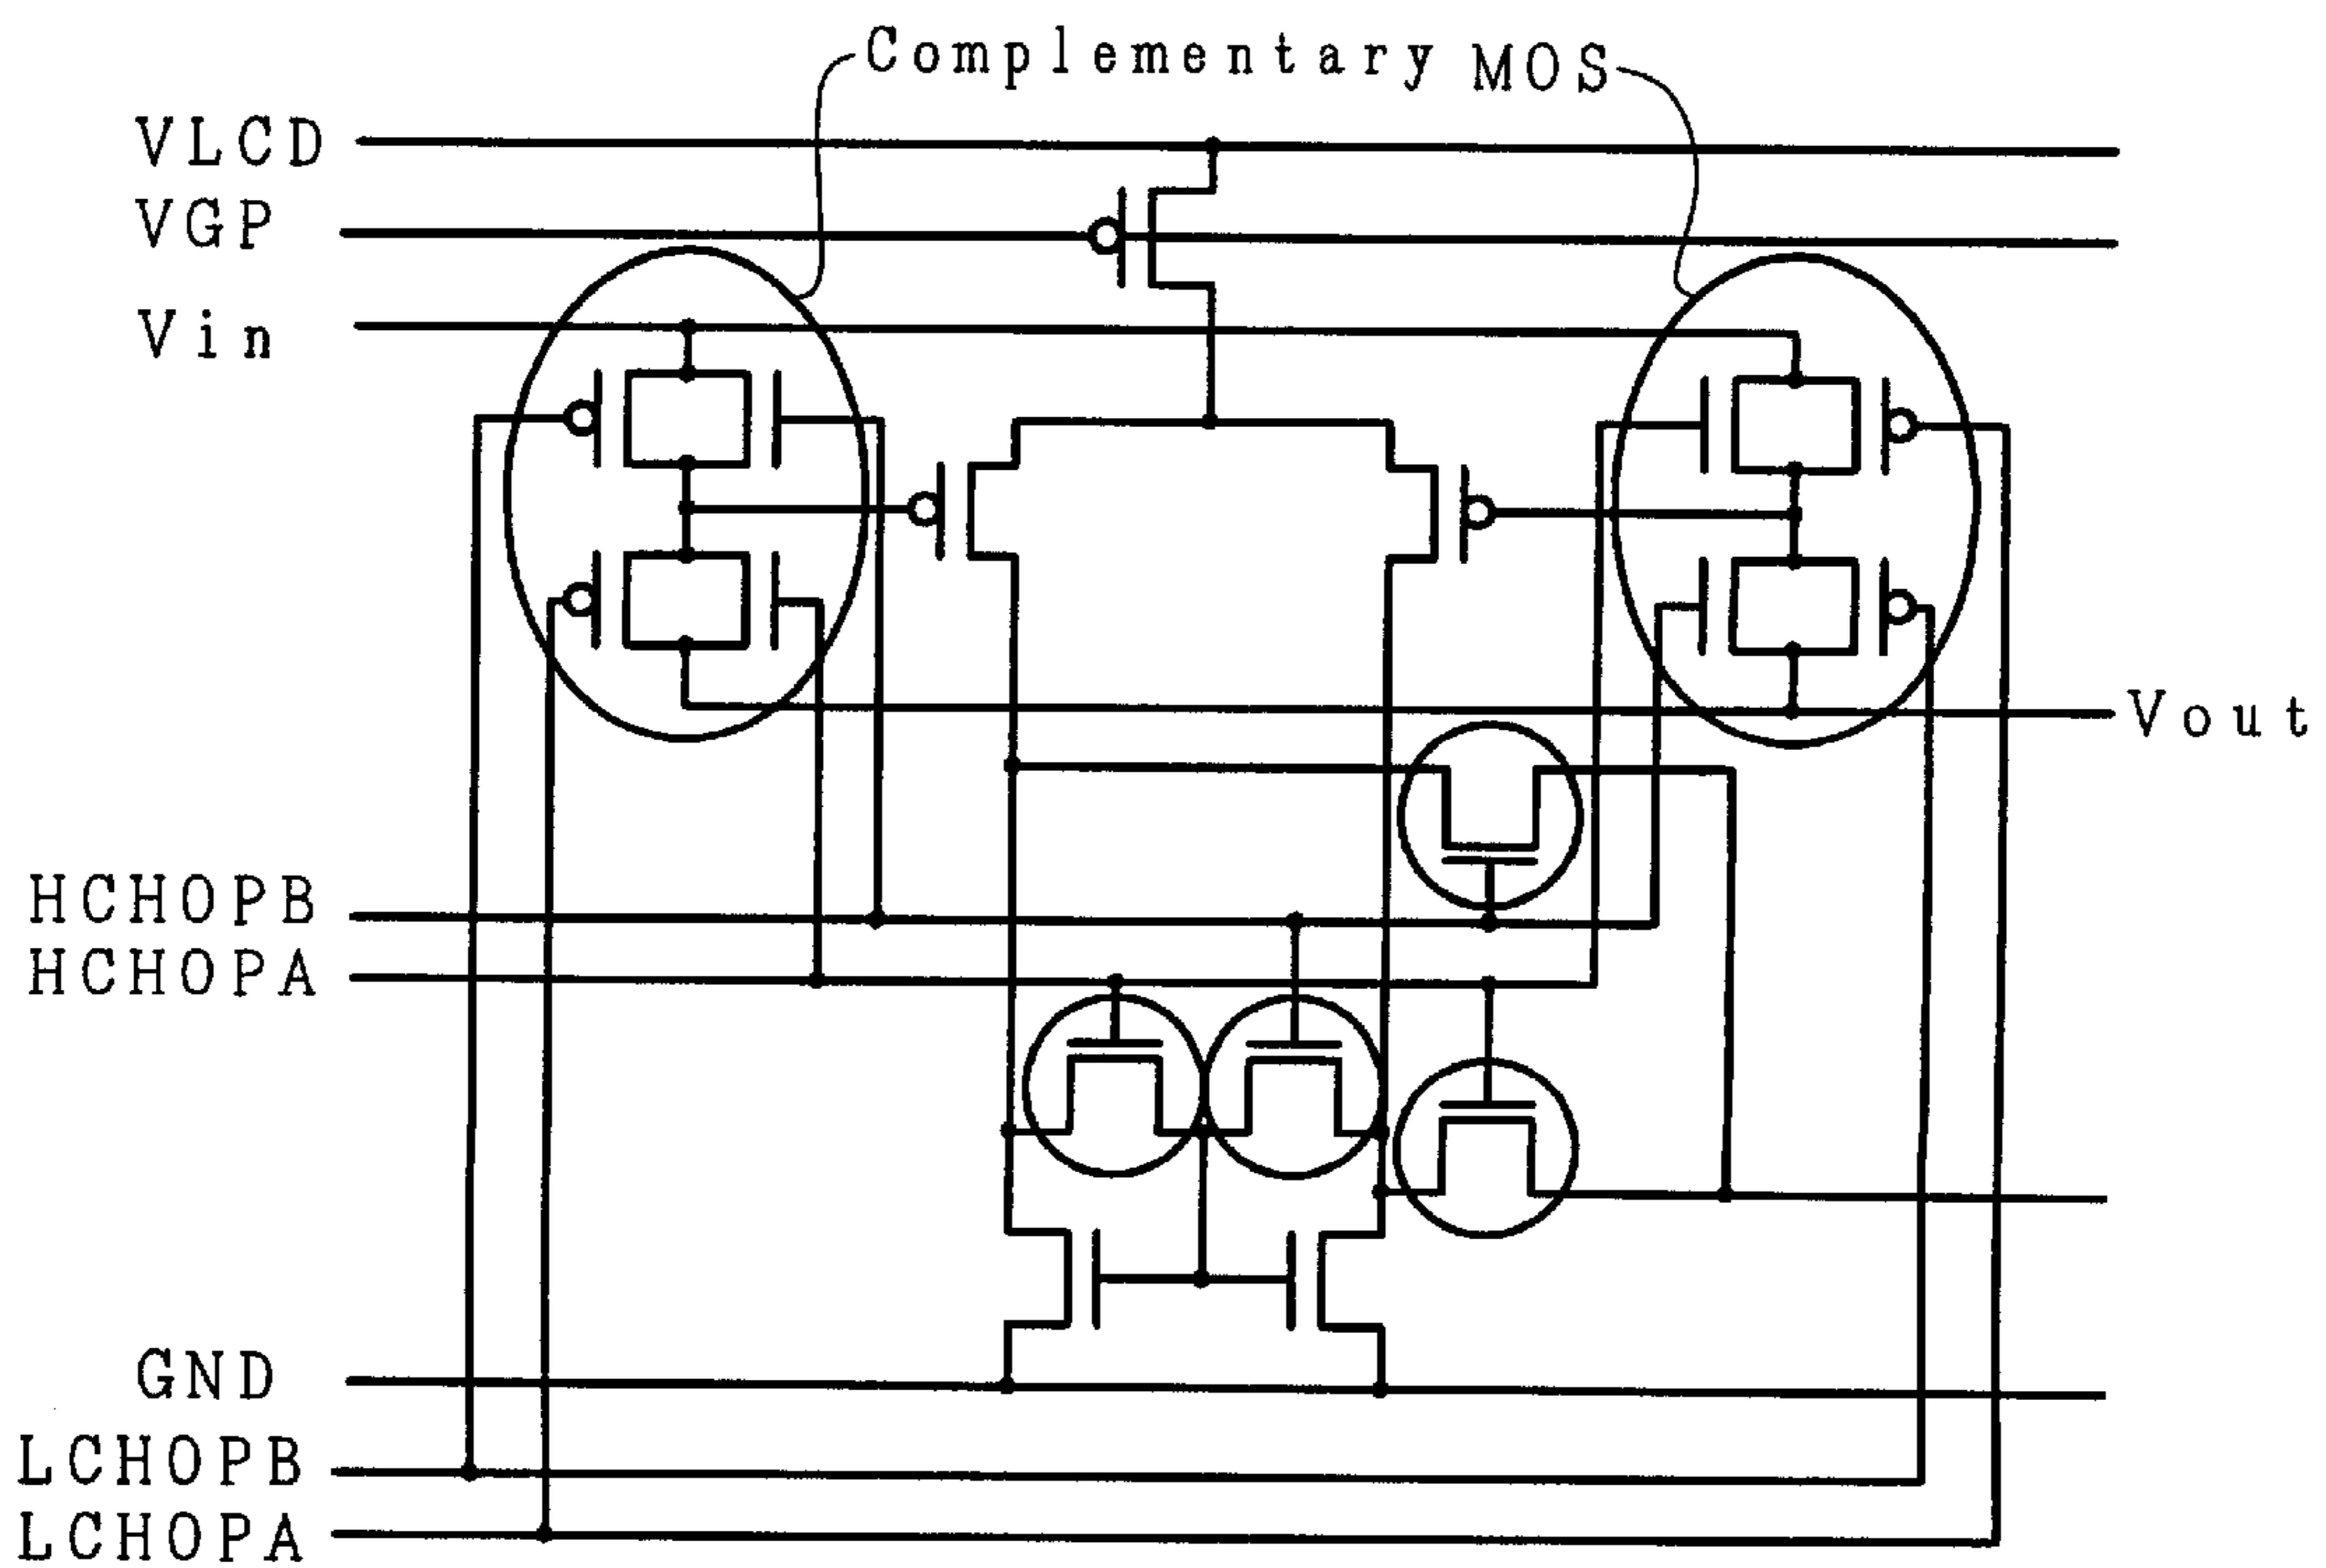 Complementary MOS
VLCD
VGP
Vin
Vout
HCHOPB
HCHOPA
GND
LCHOPB
LCHOPA